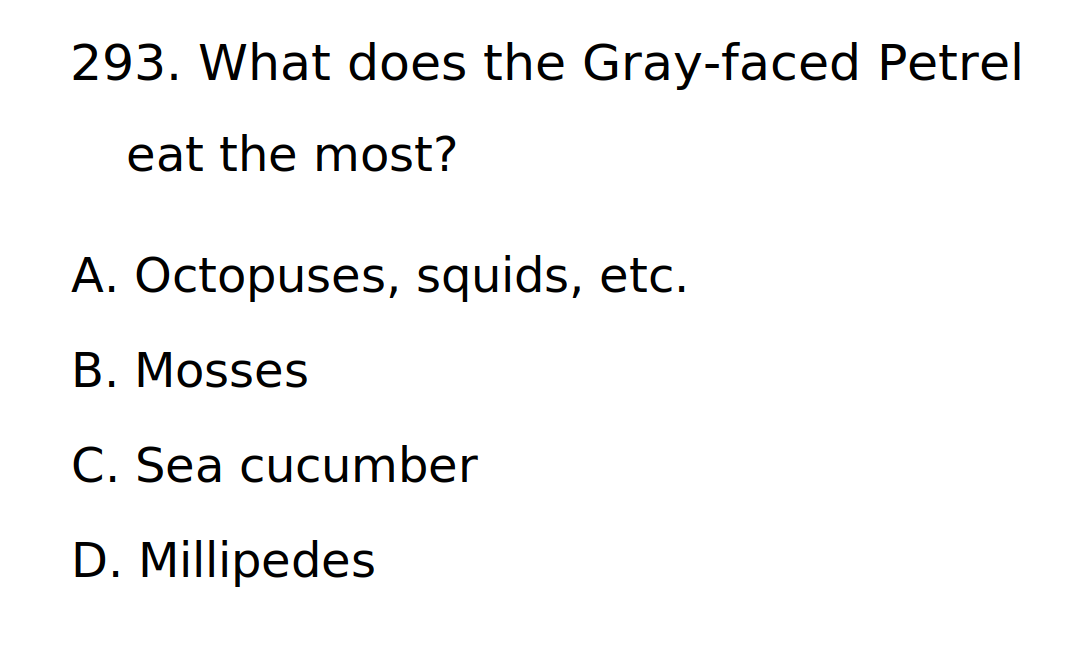 293. What does the Gray-faced Petrel
eat the most?
A. Octopuses, squids, etc.
B. Mosses
C. Sea cucumber
D. Millipedes